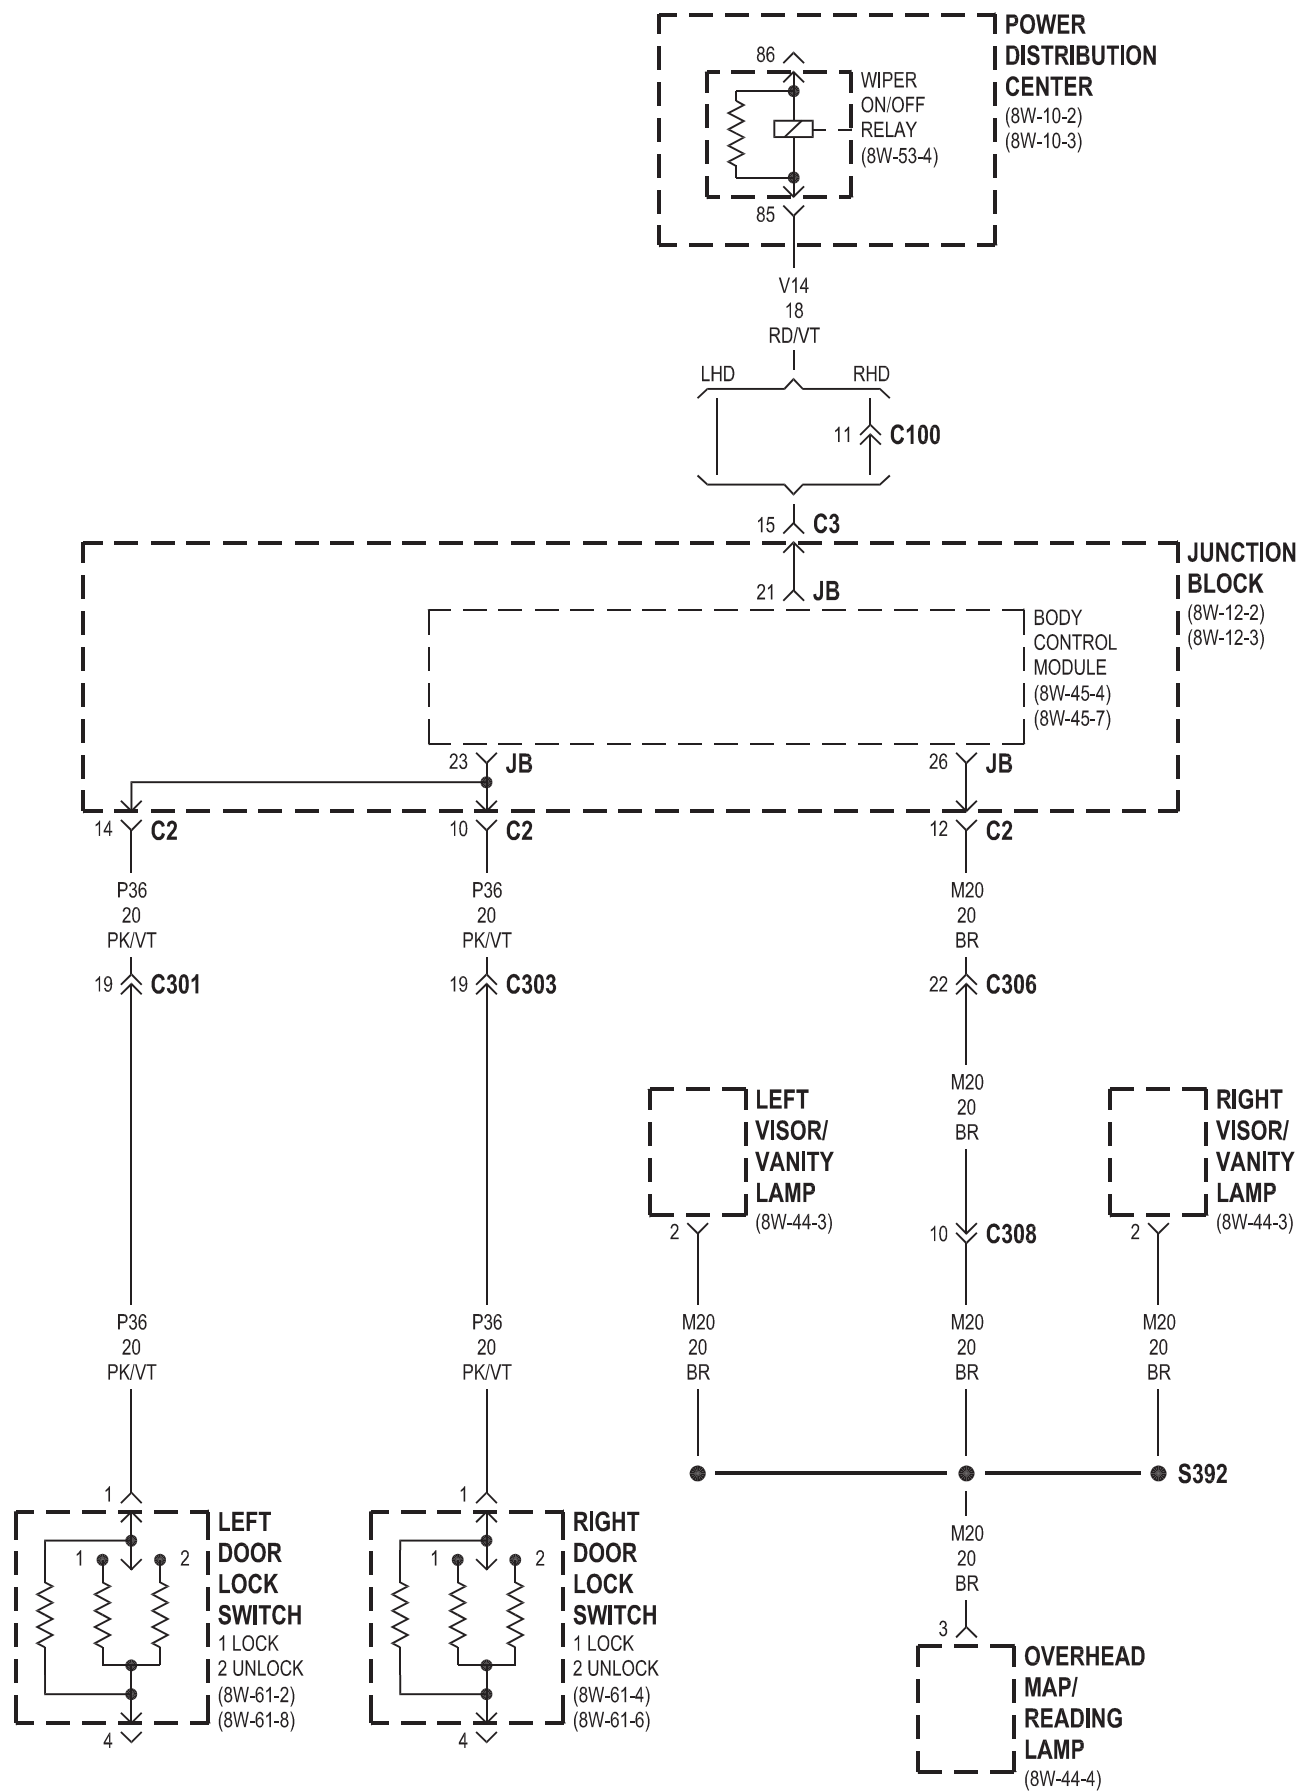 POWER
DISTRIBUTION
CENTER
(8W-10-2)
(8W-10-3)
86
WIPER
ON/OFF
RELAY
(8W-53-4)
85
V14
18
RD/VT
LHD
RHD
11
C100
15
C3
JUNCTION
BLOCK
(8W-12-2)
(8W-12-3)
21
JB
BODY
CONTROL
MODULE
(8W-45-4)
(8W-45-7)
23
JB
26
JB
14
C2
10
C2
12
C2
P36
20
PK/VT
P36
20
PK/VT
M20
20
BR
19
C301
19
C303
22
C306
M20
20
BR
LEFT
VISOR/
VANITY
LAMP
(8W-44-3)
2
RIGHT
VISOR/
VANITY
LAMP
(8W-44-3)
2
10
C308
P36
20
PK/VT
P36
20
PK/VT
M20
20
BR
M20
20
BR
M20
20
BR
S392
1
1
2
LEFT
DOOR
LOCK
SWITCH
1 LOCK
2 UNLOCK
(8W-61-2)
(8W-61-8)
4
1
1
2
RIGHT
DOOR
LOCK
SWITCH
1 LOCK
2 UNLOCK
(8W-61-4)
(8W-61-6)
4
M20
20
BR
3
OVERHEAD
MAP/
READING
LAMP
(8W-44-4)